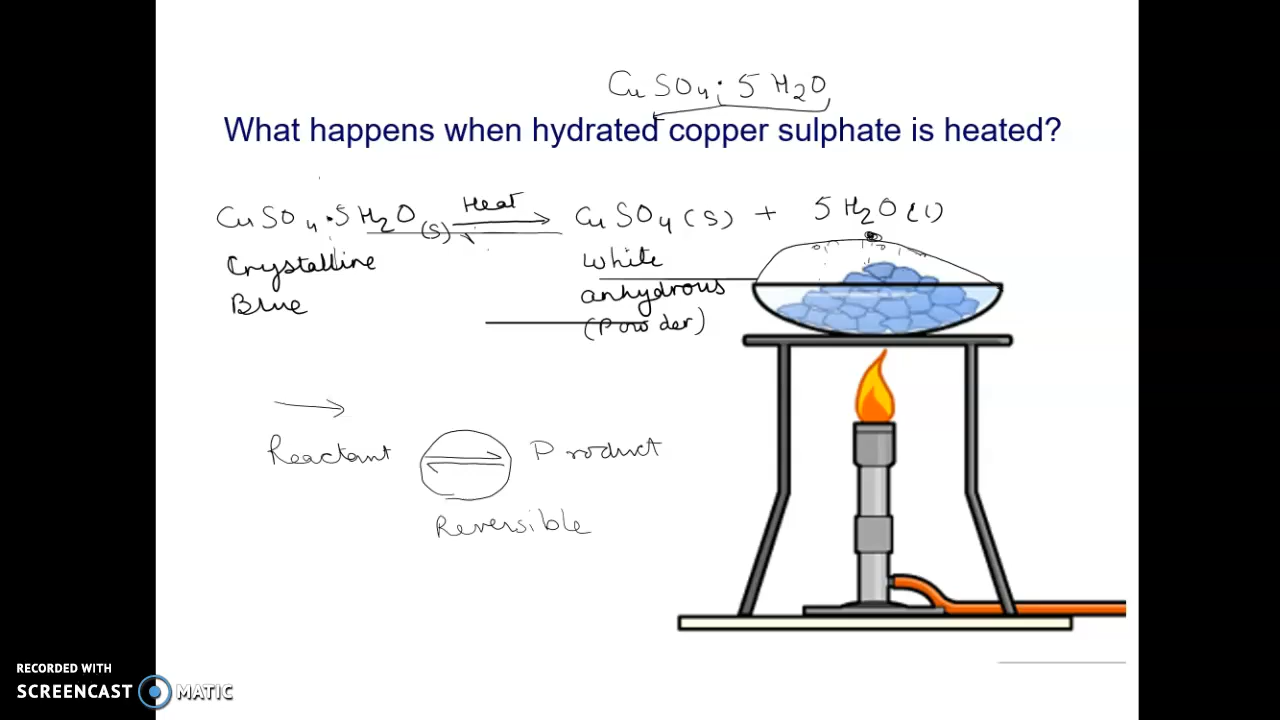 CuSO4·5H2O
What happens when hydrated copper sulphate is heated?
CuSO4·5H2O(s) Heat CuSO4(s) + 5H2O(l)
Crystalline White
Blue anhydrous
(Powder)
Reactant Product
Reversible
RECORDED WITH
SCREENCAST MATIC